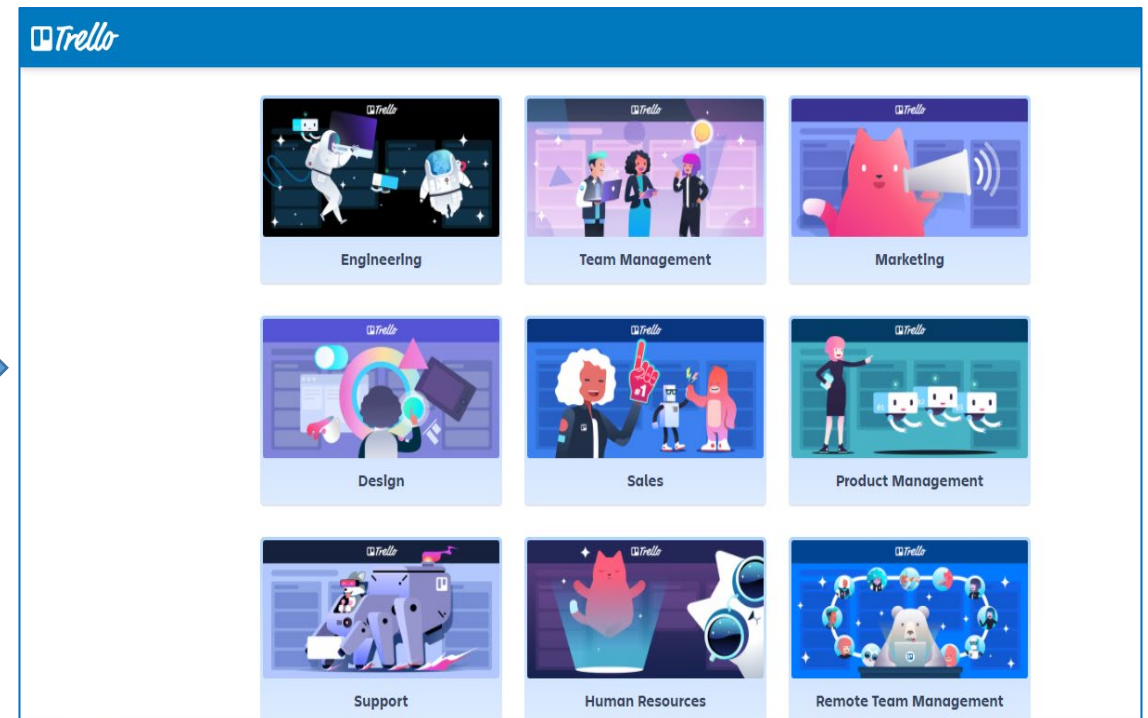 Trello
Trello Trello Trello
Engineering Team Management Marketing
Trello Trello Trello
#1
Design Sales Product Management
Trello Trello Trello
Support Human Resources Remote Team Management